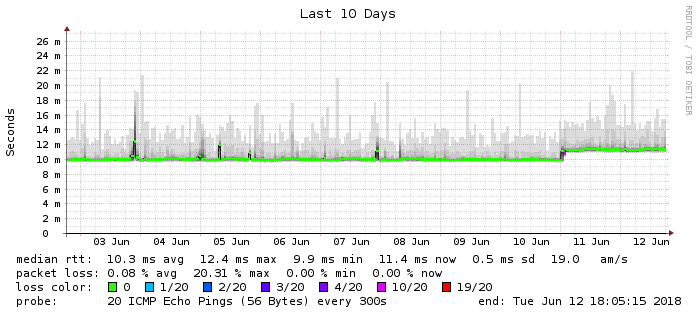 Last 10 Days
RRDTOOL / TOBI OETIKER
Seconds
26 m
24 m
22 m
20 m
18 m
16 m
14 m
12 m
10 m
8 m
6 m
4 m
2 m
0
03 Jun 04 Jun 05 Jun 06 Jun 07 Jun 08 Jun 09 Jun 10 Jun 11 Jun 12 Jun
median rtt: 10.3 ms avg 12.4 ms max 9.9 ms min 11.4 ms now 0.5 ms sd 19.0 am/s
packet loss: 0.08 % avg 20.31 % max 0.00 % min 0.00 % now
loss color: 0 1/20 2/20 3/20 4/20 10/20 19/20
probe: 20 ICMP Echo Pings (56 Bytes) every 300s end: Tue Jun 12 18:05:15 2018